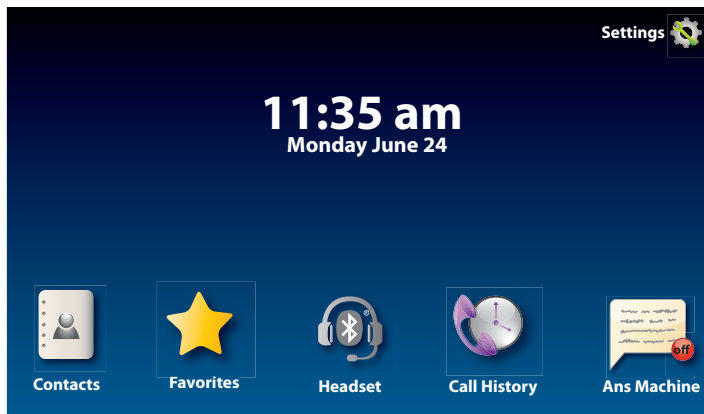 Settings
11:35 am
Monday June 24
off
Contacts
Favorites
Headset
Call History
Ans Machine